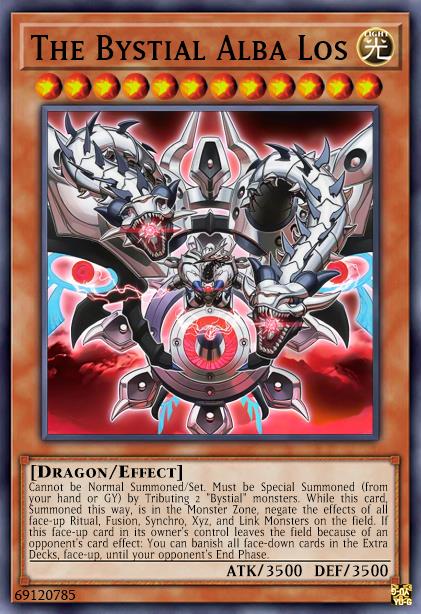 The Bystial Alba Los
LIGHT
光
[Dragon/Effect]
Cannot be Normal Summoned/Set. Must be Special Summoned (from
your hand or GY) by Tributing 2 "Bystial" monsters. While this card,
Summoned this way, is in the Monster Zone, negate the effects of all
face-up Ritual, Fusion, Synchro, Xyz, and Link Monsters on the field. If
this face-up card in its owner's control leaves the field because of an
opponent's card effect: You can banish all face-down cards in the Extra
Decks, face-up, until your opponent's End Phase.
ATK/3500 DEF/3500
69120785